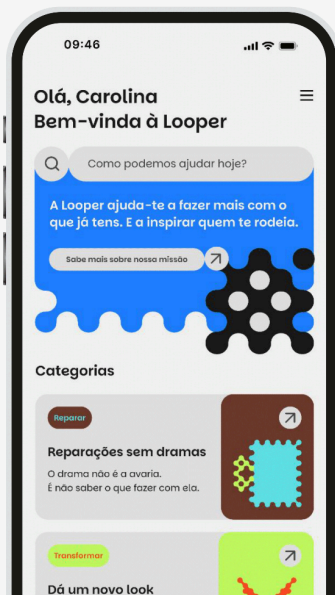 09:46
Olá, Carolina
Bem-vinda à Looper
Como podemos ajudar hoje?
A Looper ajuda-te a fazer mais com o
que já tens. E a inspirar quem te rodeia.
Sabe mais sobre nossa missão
Categorias
Reparar
Reparações sem dramas
O drama não é a avaria.
É não saber o que fazer com ela.
Transformar
Dá um novo look